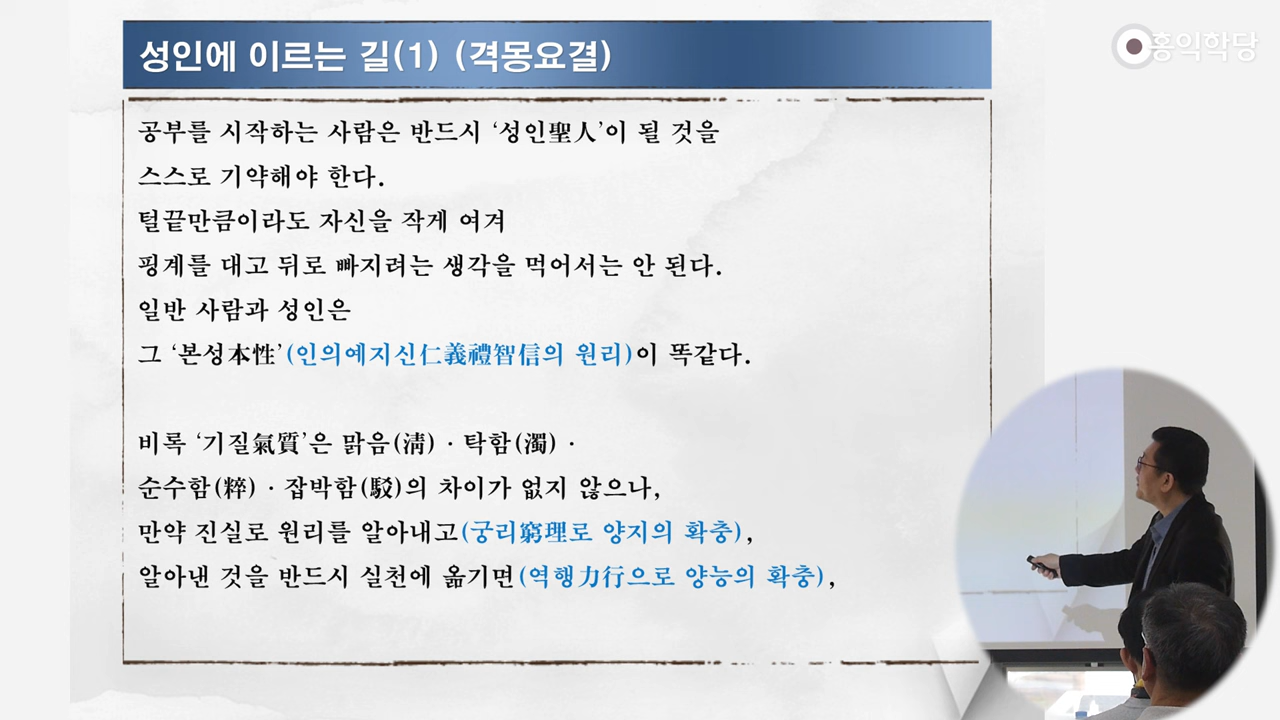 성인에 이르는 길(1) (격몽요결)
홍익학당
공부를 시작하는 사람은 반드시 ‘성인聖人’이 될 것을
스스로 기약해야 한다.
털끝만큼이라도 자신을 작게 여겨
핑계를 대고 뒤로 빠지려는 생각을 먹어서는 안 된다.
일반 사람과 성인은
그 ‘본성本性’(인의예지신仁義禮智信의 원리)이 똑같다.
비록 ‘기질氣質’은 맑음(淸) · 탁함(濁) ·
순수함(粹) · 잡박함(駁)의 차이가 없지 않으나,
만약 진실로 원리를 알아내고(궁리窮理로 양지의 확충),
알아낸 것을 반드시 실천에 옮기면(역행力行으로 양능의 확충),